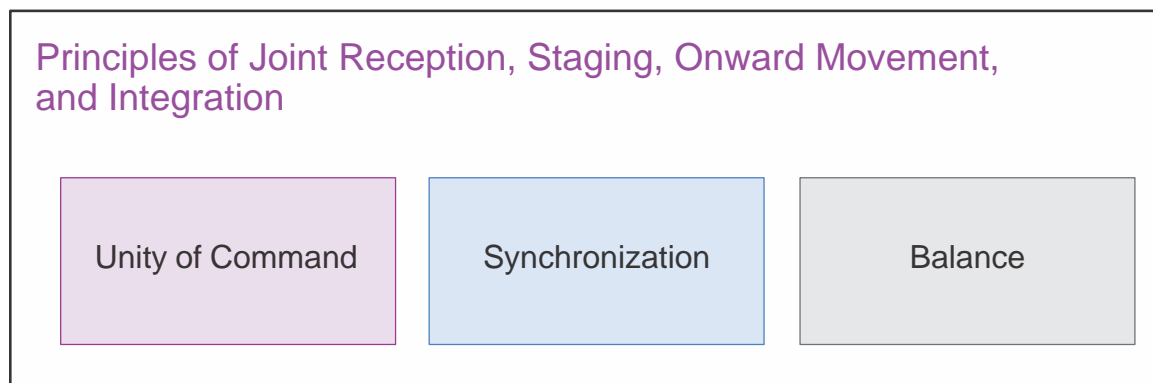 Principles of Joint Reception, Staging, Onward Movement,
and Integration
Unity of Command
Synchronization
Balance